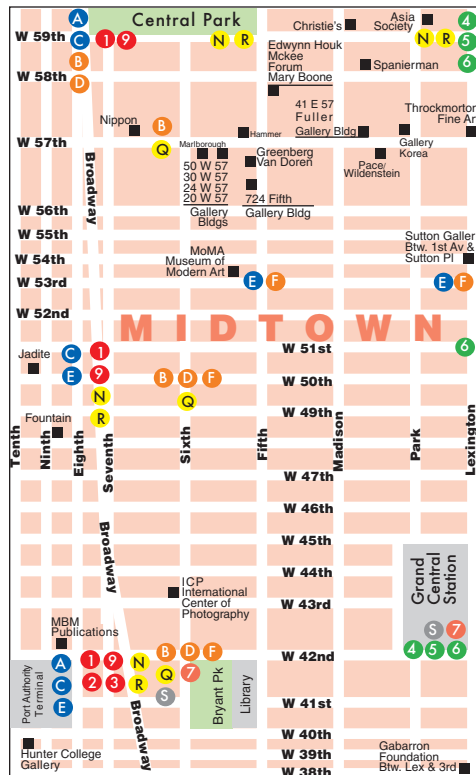 A
C
B
D
Central Park
1 9
N R
Christie's
Asia
Society
N R
4
5
6
W 59th
W 58th
Edwynn Houk
Mckee
Forum
Mary Boone
Spanierman
41 E 57
Fuller
Gallery Bldg
Throckmorton
Fine Art
Nippon
B
Q
Hammer
Gallery
Korea
W 57th
Marlborough
50 W 57
30 W 57
24 W 57
20 W 57
Gallery
Bldgs
Greenberg
Van Doren
724 Fifth
Gallery Bldg
Pace/
Wildenstein
Broadway
W 56th
W 55th
W 54th
W 53rd
MoMA
Museum of
Modern Art
E F
Sutton Galler
Btw. 1st Av &
Sutton Pl
E F
W 52nd
MIDTOWN
Jadite
C
E
1
9
N
R
B D F
Q
W 51st
6
W 50th
W 49th
Fountain
Tenth
Ninth
Eighth
Seventh
Sixth
Fifth
Madison
Park
Lexington
W 47th
W 46th
W 45th
Broadway
W 44th
W 43rd
ICP
International
Center of
Photography
Grand
Central
Station
S 7
4 5 6
MBM
Publications
W 42nd
Port Authority
Terminal
A
C
E
1 9
2 3
N
R
B D F
Q 7
S
Bryant Pk
Library
W 41st
Broadway
W 40th
W 39th
W 38th
Hunter College
Gallery
Gabarron
Foundation
Btw. Lex & 3rd